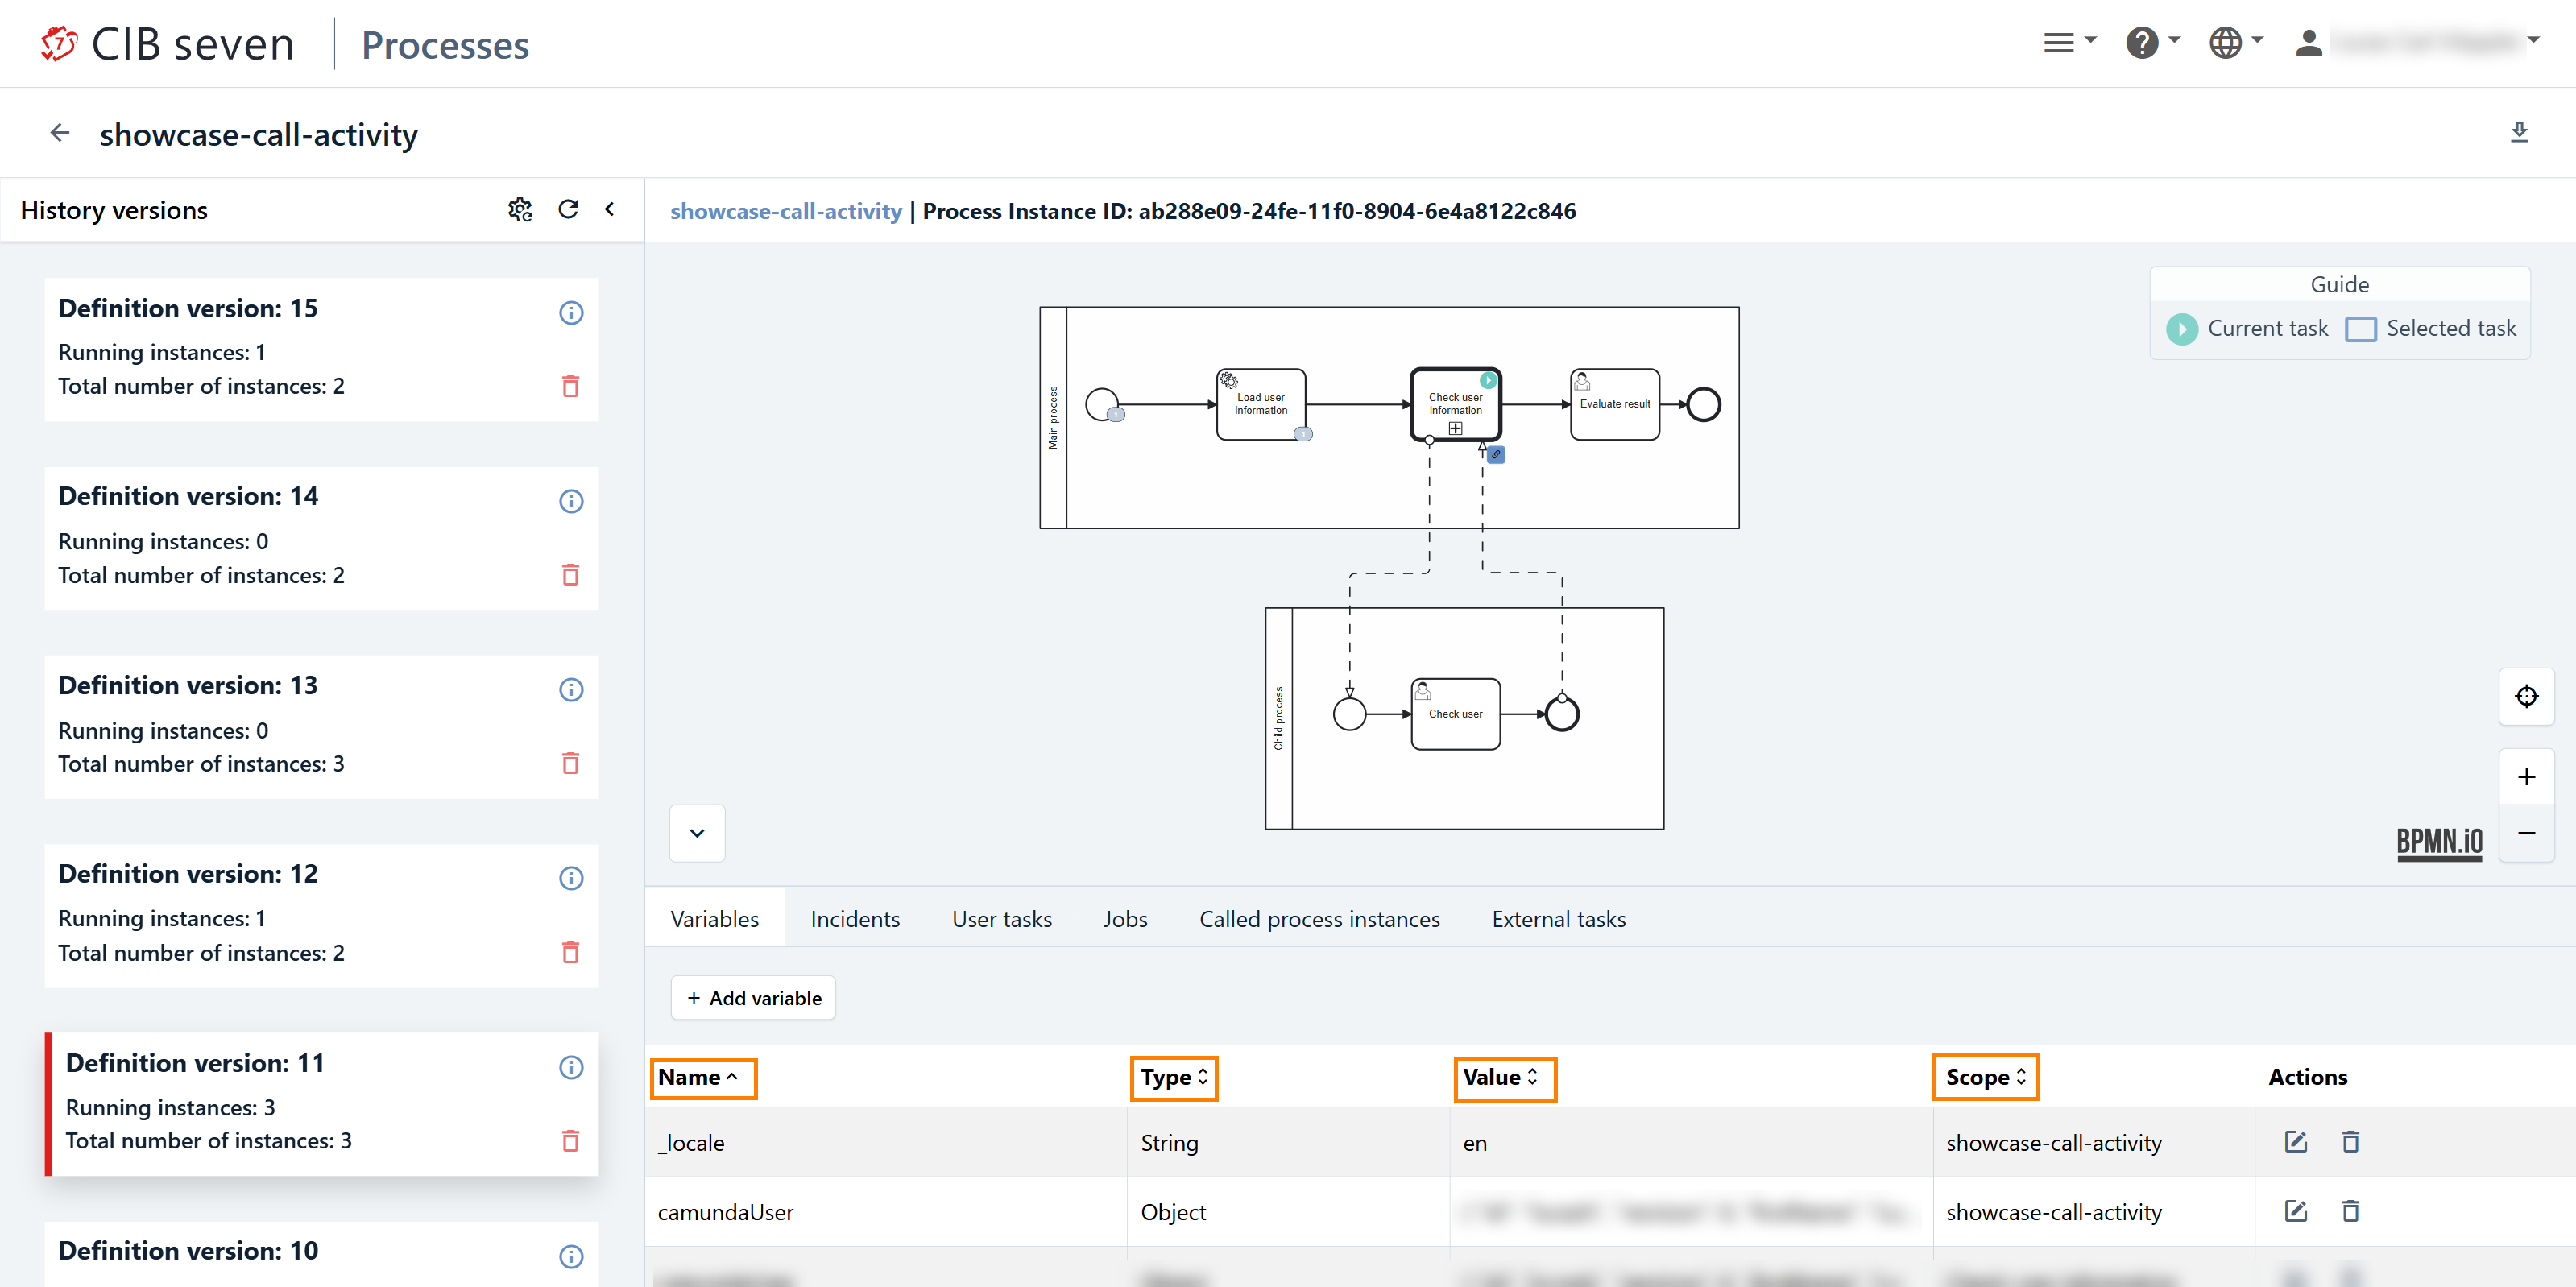 CIB seven
Processes
showcase-call-activity
History versions
showcase-call-activity | Process Instance ID: ab288e09-24fe-11f0-8904-6e4a8122c846
Definition version: 15
Running instances: 1
Total number of instances: 2
Definition version: 14
Running instances: 0
Total number of instances: 2
Definition version: 13
Running instances: 0
Total number of instances: 3
Definition version: 12
Running instances: 1
Total number of instances: 2
Definition version: 11
Running instances: 3
Total number of instances: 3
Definition version: 10
Guide
Current task
Selected task
Main process
Load user
information
Check user
information
Evaluate result
Child process
Check user
BPMN.iO
Variables
Incidents
User tasks
Jobs
Called process instances
External tasks
+ Add variable
Name
Type
Value
Scope
Actions
_locale
String
en
showcase-call-activity
camundaUser
Object
showcase-call-activity